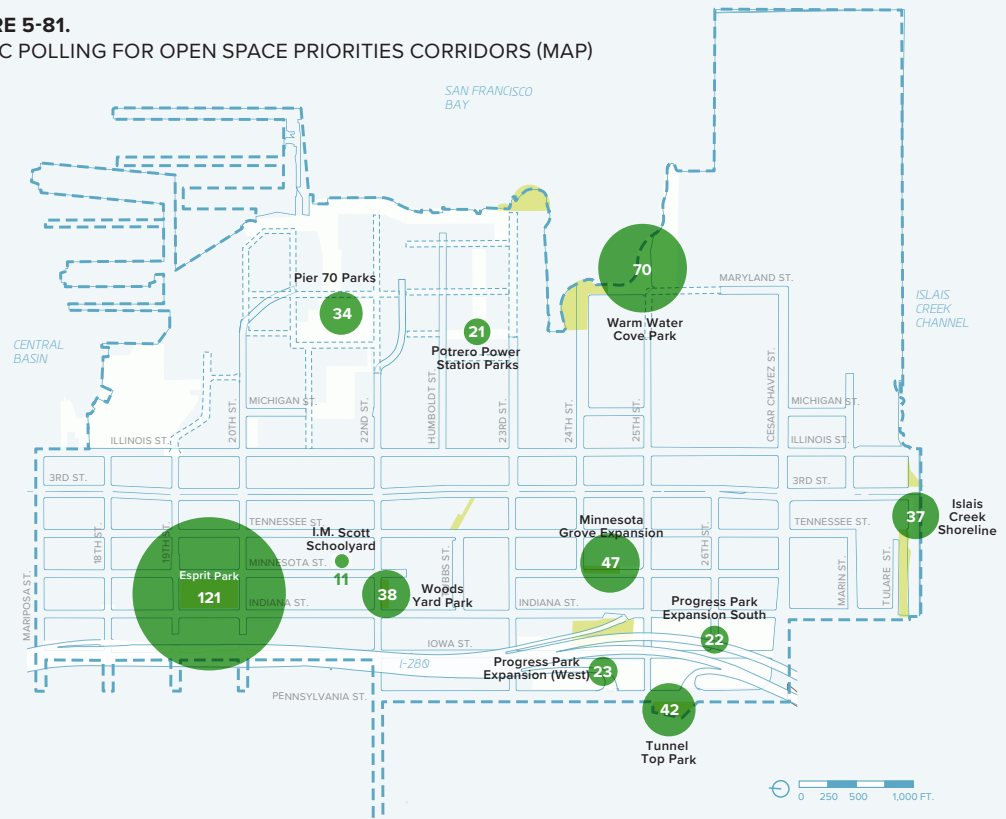 RE 5-81.
C POLLING FOR OPEN SPACE PRIORITIES CORRIDORS (MAP)
SAN FRANCISCO
BAY
Pier 70 Parks
34
21
Potrero Power
Station Parks
70
Warm Water
Cove Park
MARYLAND ST.
ISLAIS
CREEK
CHANNEL
CENTRAL
BASIN
MICHIGAN ST.
MICHIGAN ST.
20TH ST.
22ND ST.
HUMBOLDT ST.
23RD ST.
24TH ST.
25TH ST.
CESAR CHAVEZ ST.
ILLINOIS ST.
ILLINOIS ST.
3RD ST.
3RD ST.
TENNESSEE ST.
TENNESSEE ST.
37
Islais
Creek
Shoreline
I.M. Scott
Schoolyard
11
Minnesota
Grove Expansion
47
18TH ST.
19TH ST.
26TH ST.
MINNESOTA ST.
MARIPOSA ST.
Esprit Park
121
38
Woods
Yard Park
MARIN ST.
TULARE ST.
INDIANA ST.
INDIANA ST.
Progress Park
Expansion South
22
IOWA ST.
I-280
Progress Park
Expansion (West)
23
PENNSYLVANIA ST.
42
Tunnel
Top Park
0 250 500 1,000 FT.